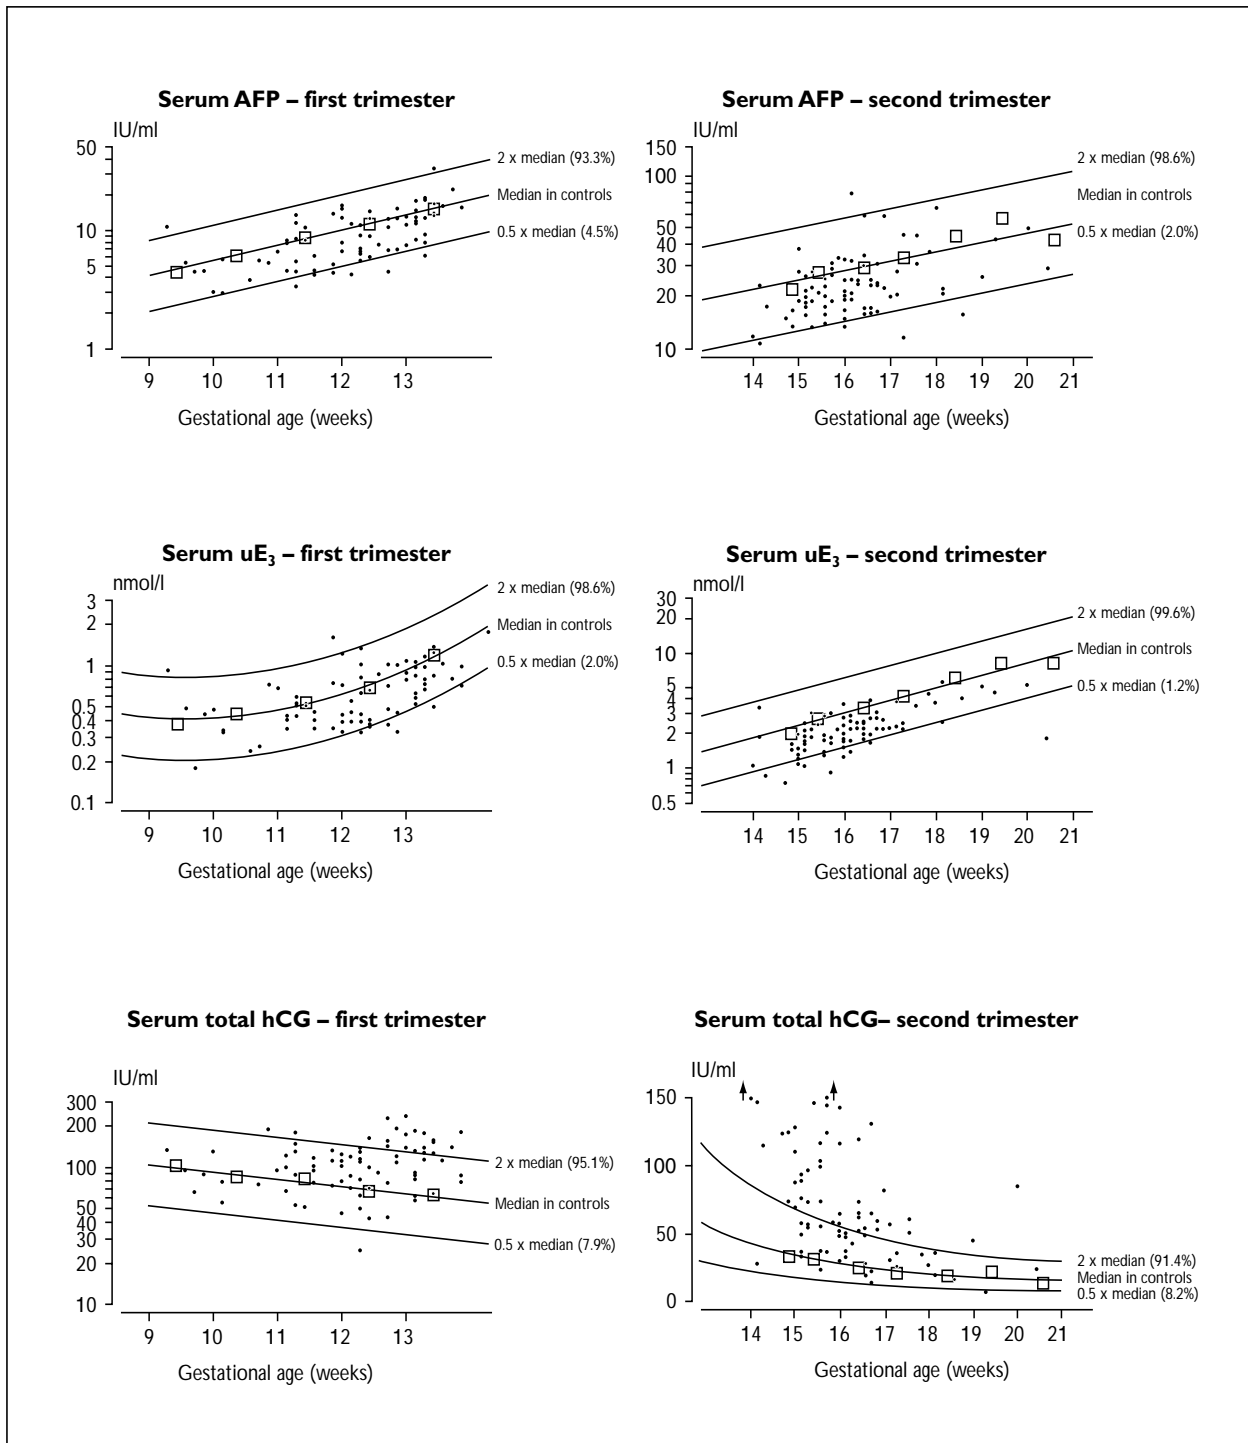 Serum AFP – first trimester
IU/ml
50
10
5
1
2 x median (93.3%)
Median in controls
0.5 x median (4.5%)
9 10 11 12 13
Gestational age (weeks)
Serum AFP – second trimester
IU/ml
150
100
50
40
30
20
10
2 x median (98.6%)
Median in controls
0.5 x median (2.0%)
14 15 16 17 18 19 20 21
Gestational age (weeks)
Serum uE3 – first trimester
nmol/l
3
2
1
0.5
0.4
0.3
0.2
0.1
2 x median (98.6%)
Median in controls
0.5 x median (2.0%)
9 10 11 12 13
Gestational age (weeks)
Serum uE3 – second trimester
nmol/l
30
20
10
5
4
3
2
1
0.5
2 x median (99.6%)
Median in controls
0.5 x median (1.2%)
14 15 16 17 18 19 20 21
Gestational age (weeks)
Serum total hCG – first trimester
IU/ml
300
200
100
50
40
30
20
10
2 x median (95.1%)
Median in controls
0.5 x median (7.9%)
9 10 11 12 13
Gestational age (weeks)
Serum total hCG– second trimester
IU/ml
150
100
50
0
2 x median (91.4%)
Median in controls
0.5 x median (8.2%)
14 15 16 17 18 19 20 21
Gestational age (weeks)